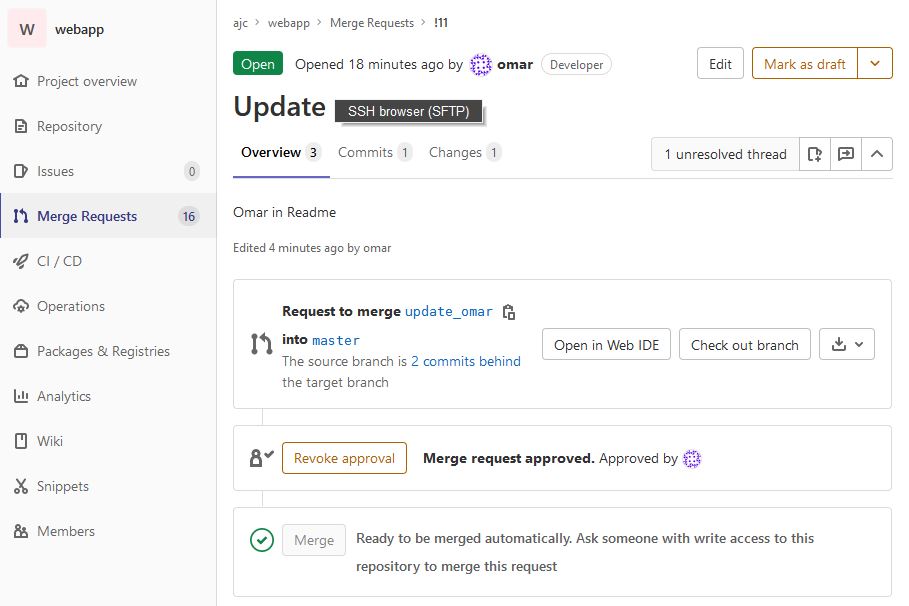 W webapp
Project overview
Repository
Issues 0
Merge Requests 16
CI / CD
Operations
Packages & Registries
Analytics
Wiki
Snippets
Members
ajc > webapp > Merge Requests > !11
Open Opened 18 minutes ago by omar Developer Edit Mark as draft
Update SSH browser (SFTP)
Overview 3 Commits 1 Changes 1 1 unresolved thread
Omar in Readme
Edited 4 minutes ago by omar
Request to merge update_omar
into master
The source branch is 2 commits behind
the target branch
Open in Web IDE Check out branch
Revoke approval Merge request approved. Approved by
Merge Ready to be merged automatically. Ask someone with write access to this
repository to merge this request